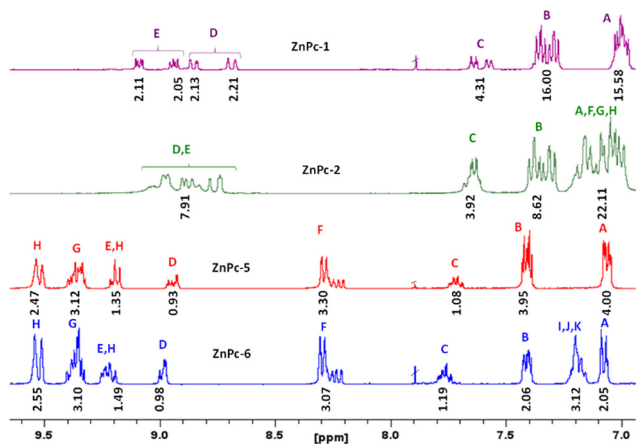 E D C B A
ZnPc-1
2.11 2.05 2.13 2.21 4.31 16.00 15.58
D,E C B A,F,G,H
ZnPc-2
7.91 3.92 8.62 22.11
H G E,H D F C B A
ZnPc-5
2.47 3.12 1.35 0.93 3.30 1.08 3.95 4.00
H G E,H D F C B I,J,K A
ZnPc-6
2.55 3.10 1.49 0.98 3.07 1.19 2.06 3.12 2.05
9.5 9.0 8.5 [ppm] 8.0 7.5 7.0